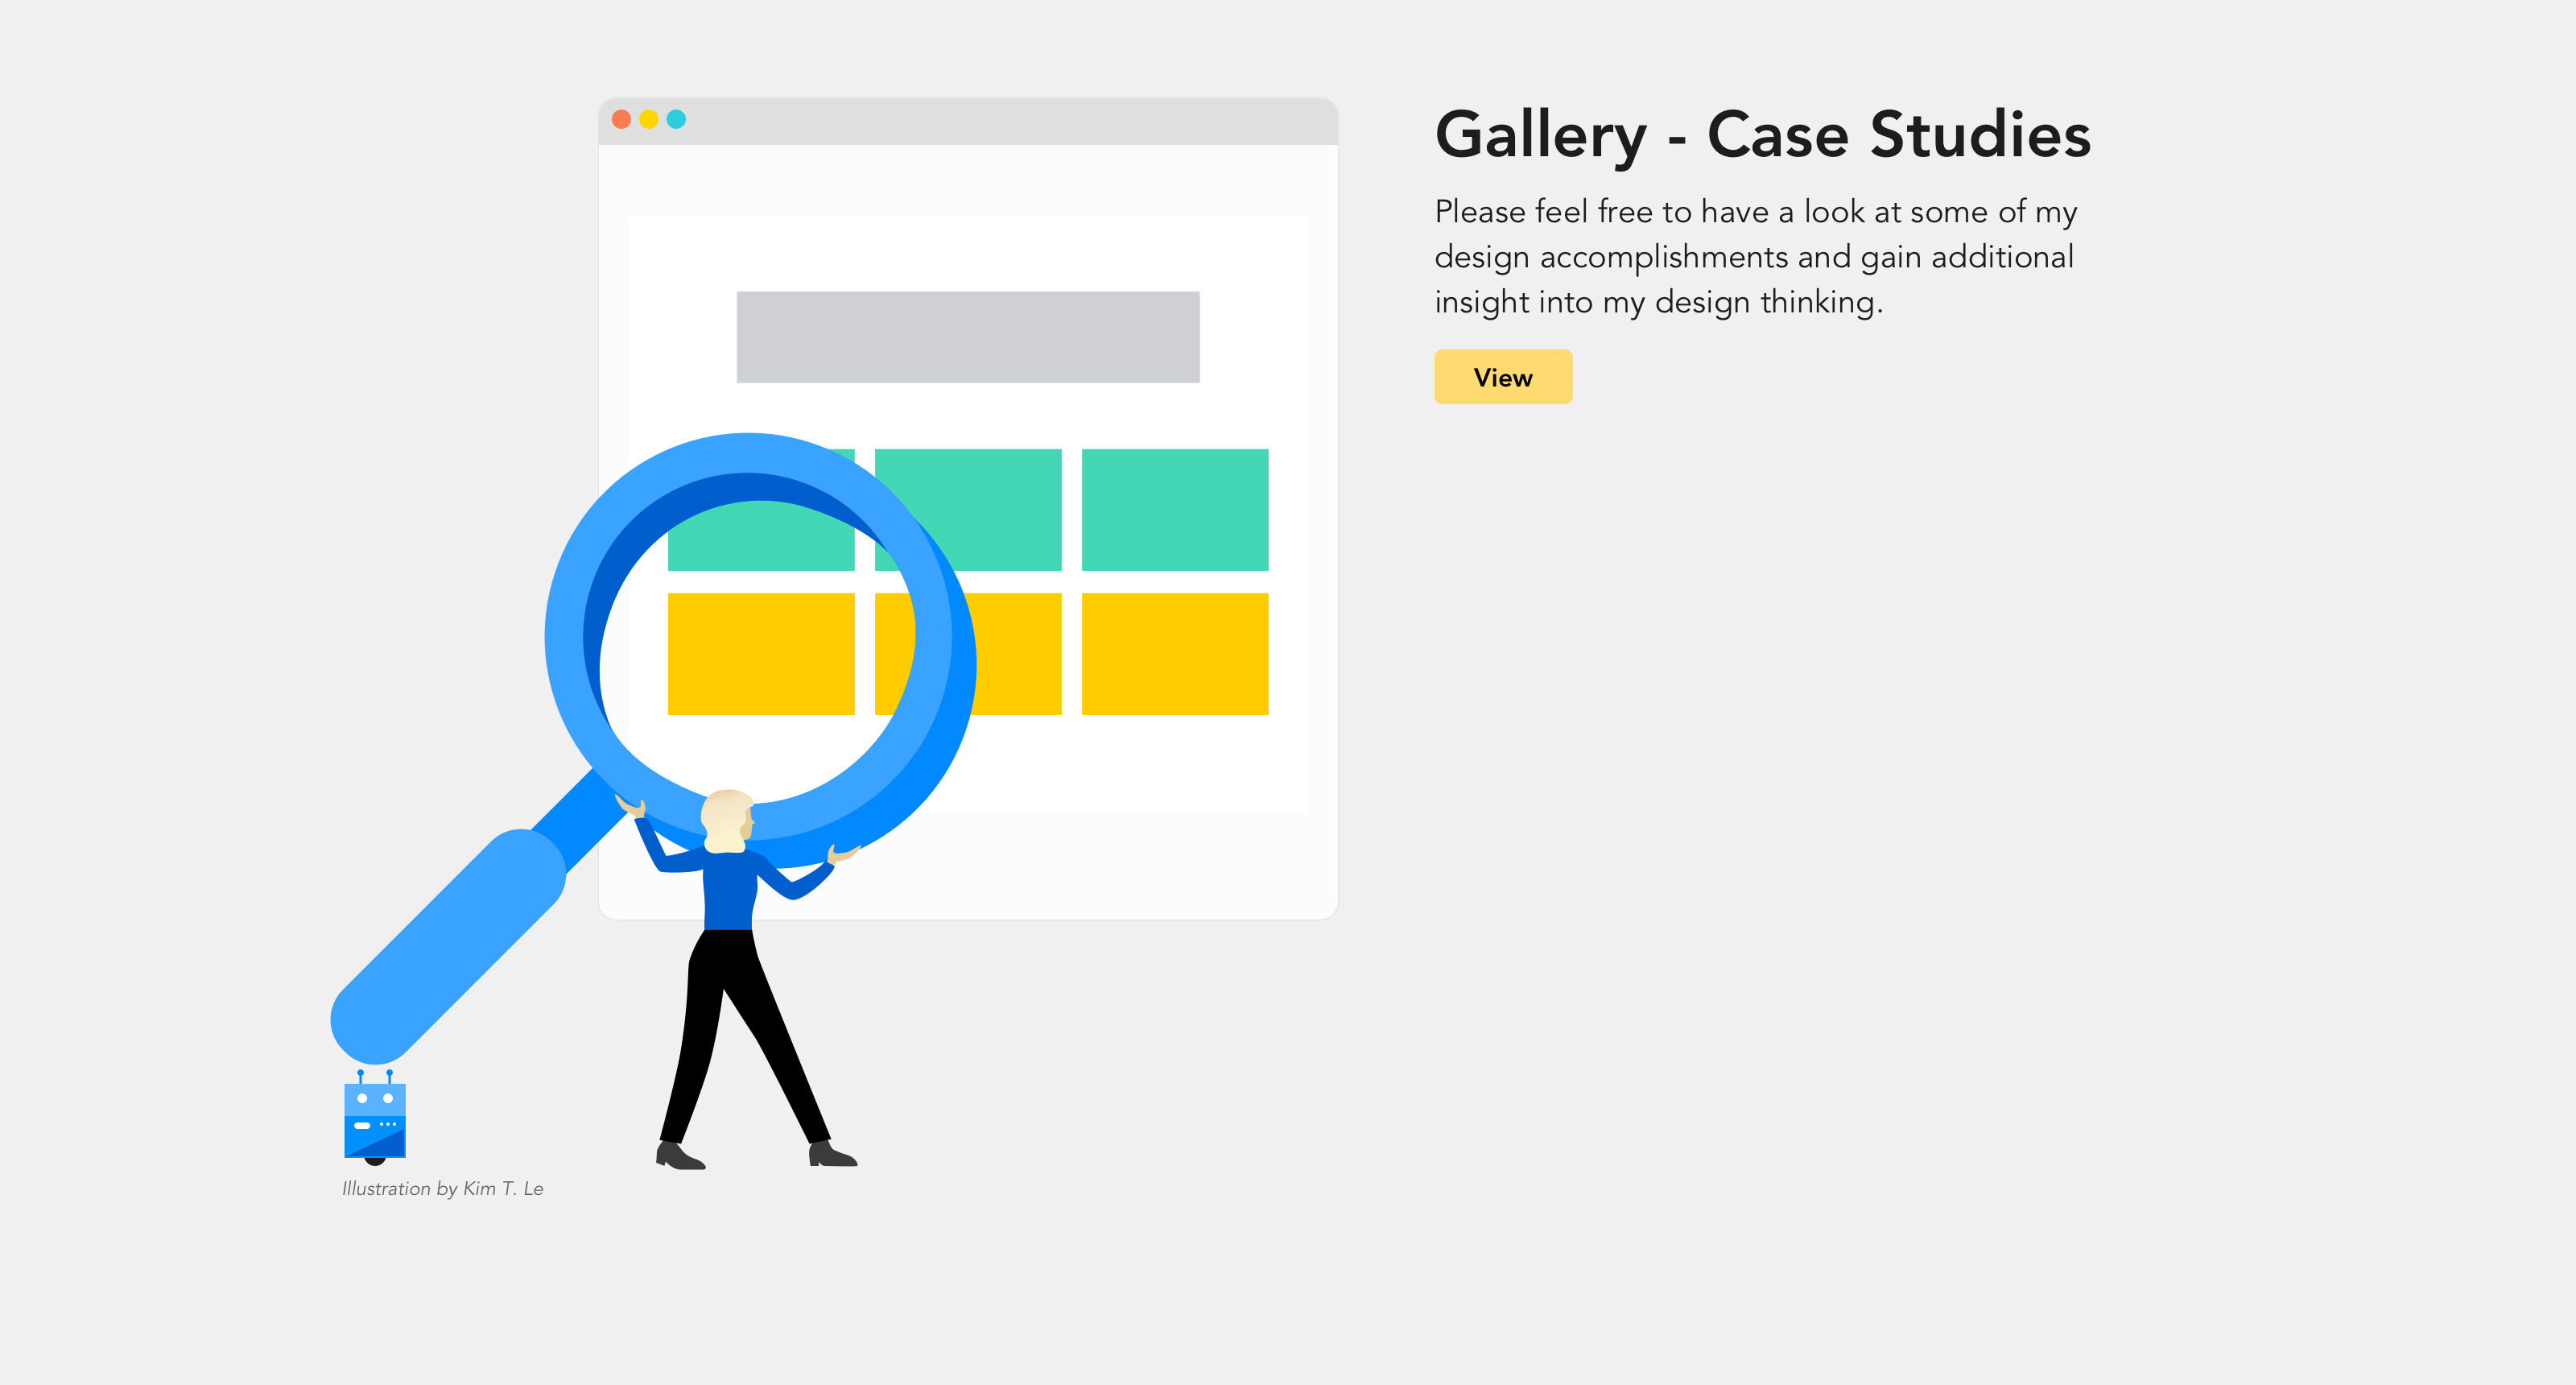 Gallery - Case Studies
Please feel free to have a look at some of my
design accomplishments and gain additional
insight into my design thinking.
View
Illustration by Kim T. Le